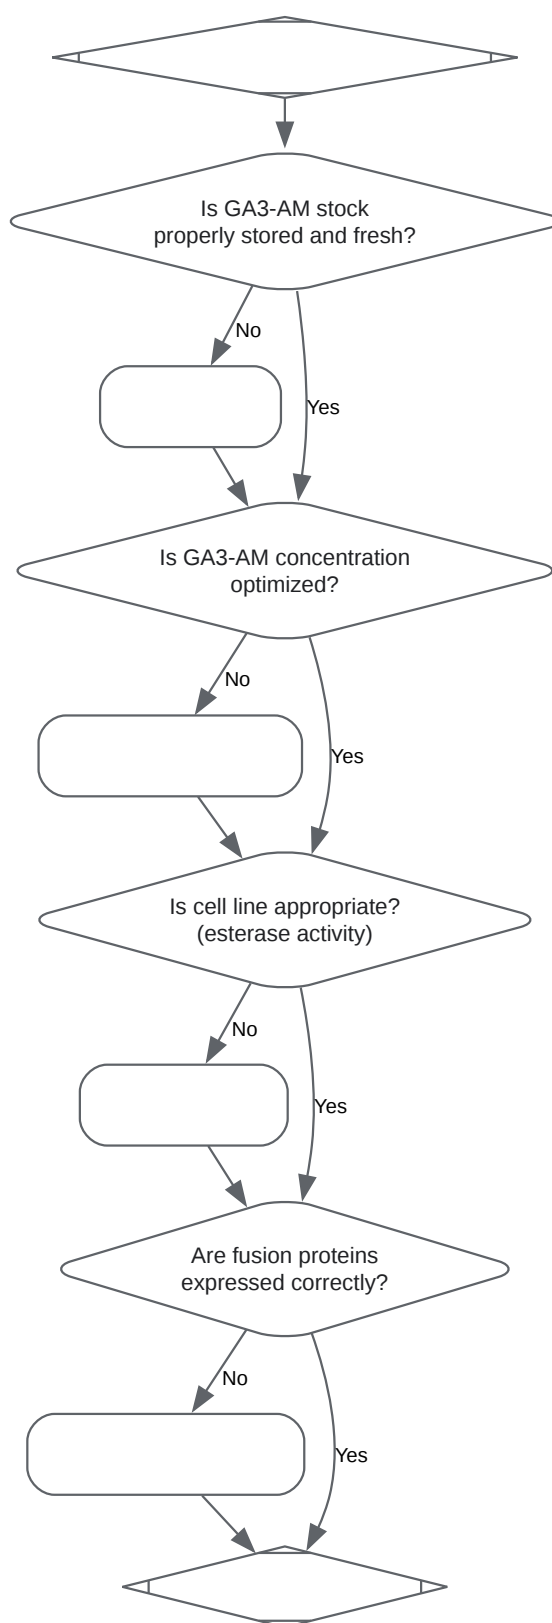 Is GA3-AM stock
properly stored and fresh?
No
Yes
Is GA3-AM concentration
optimized?
No
Yes
Is cell line appropriate?
(esterase activity)
No
Yes
Are fusion proteins
expressed correctly?
No
Yes